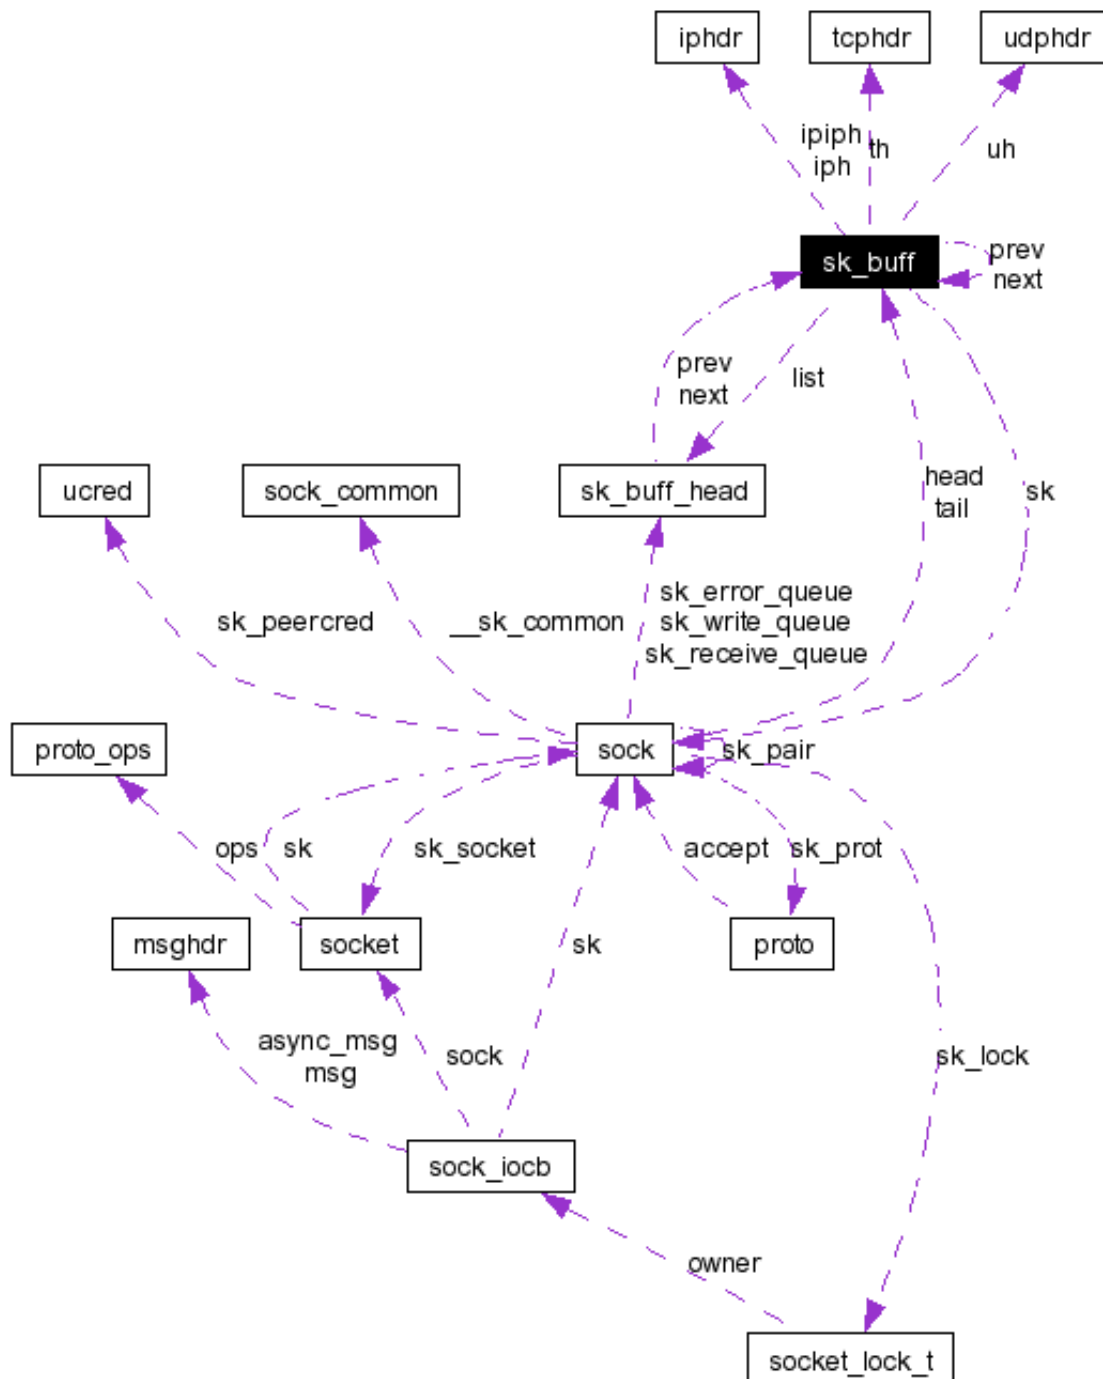 iphdr
tcphdr
udphdr
ipiph
iph
th
uh
sk_buff
prev
next
prev
next
list
head
tail
sk
ucred
sock_common
sk_buff_head
sk_peercred
__sk_common
sk_error_queue
sk_write_queue
sk_receive_queue
proto_ops
sock
sk_pair
ops
sk
sk_socket
accept
sk_prot
msghdr
socket
sk
proto
async_msg
msg
sock
sk_lock
sock_iocb
owner
socket_lock_t